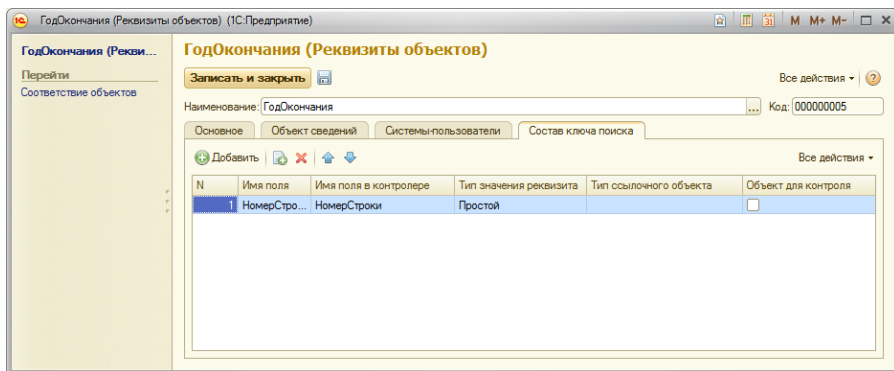 ГодОкончания (Реквизиты объектов) (1С:Предприятие)
31 M M+ M-
ГодОкончания (Рекви...
Перейти
Соответствие объектов
ГодОкончания (Реквизиты объектов)
Записать и закрыть
Все действия
Наименование: ГодОкончания ... Код: 000000005
Основное Объект сведений Системы-пользователи Состав ключа поиска
Добавить Все действия
N Имя поля Имя поля в контролере Тип значения реквизита Тип ссылочного объекта Объект для контроля
1 НомерСтро... НомерСтроки Простой